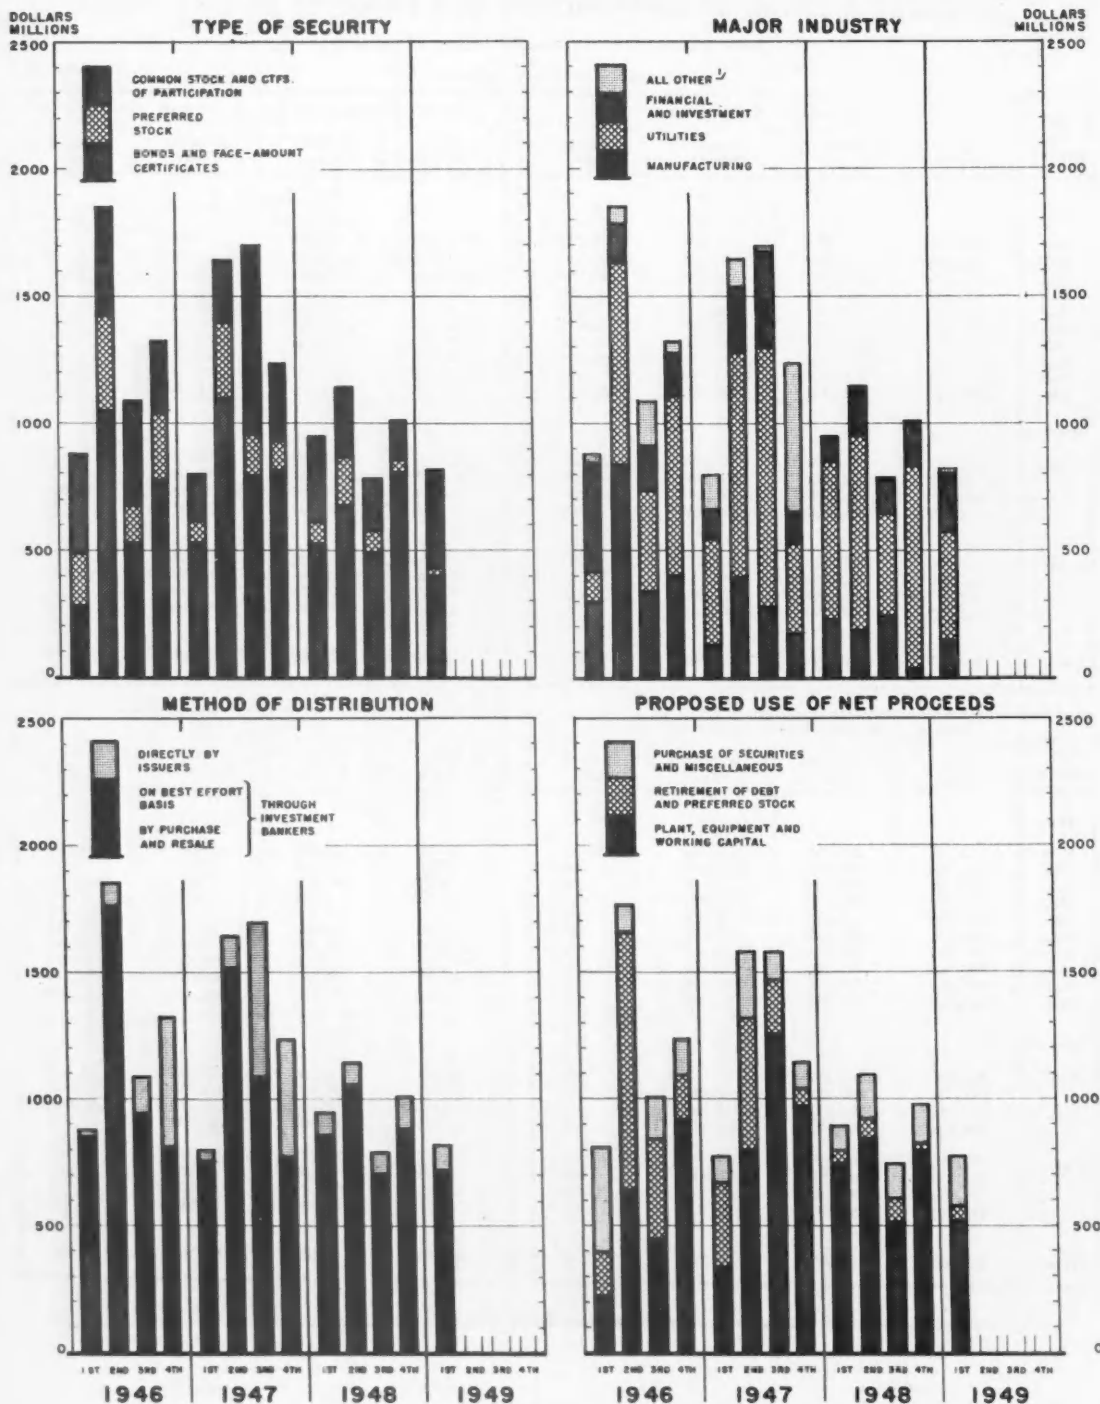 DOLLARS
MILLIONS
TYPE OF SECURITY
2500
2000
1500
1000
500
0
COMMON STOCK AND CTFS.
OF PARTICIPATION
PREFERRED
STOCK
BONDS AND FACE-AMOUNT
CERTIFICATES
MAJOR INDUSTRY
DOLLARS
MILLIONS
2500
2000
1500
1000
500
0
ALL OTHER 1/
FINANCIAL
AND INVESTMENT
UTILITIES
MANUFACTURING
METHOD OF DISTRIBUTION
2500
2000
1500
1000
500
0
DIRECTLY BY
ISSUERS
ON BEST EFFORT
BASIS
BY PURCHASE
AND RESALE
THROUGH
INVESTMENT
BANKERS
1ST 2ND 3RD 4TH 1ST 2ND 3RD 4TH 1ST 2ND 3RD 4TH 1ST 2ND 3RD 4TH
1946 1947 1948 1949
PROPOSED USE OF NET PROCEEDS
2500
2000
1500
1000
500
0
PURCHASE OF SECURITIES
AND MISCELLANEOUS
RETIREMENT OF DEBT
AND PREFERRED STOCK
PLANT, EQUIPMENT AND
WORKING CAPITAL
1ST 2ND 3RD 4TH 1ST 2ND 3RD 4TH 1ST 2ND 3RD 4TH 1ST 2ND 3RD 4TH
1946 1947 1948 1949